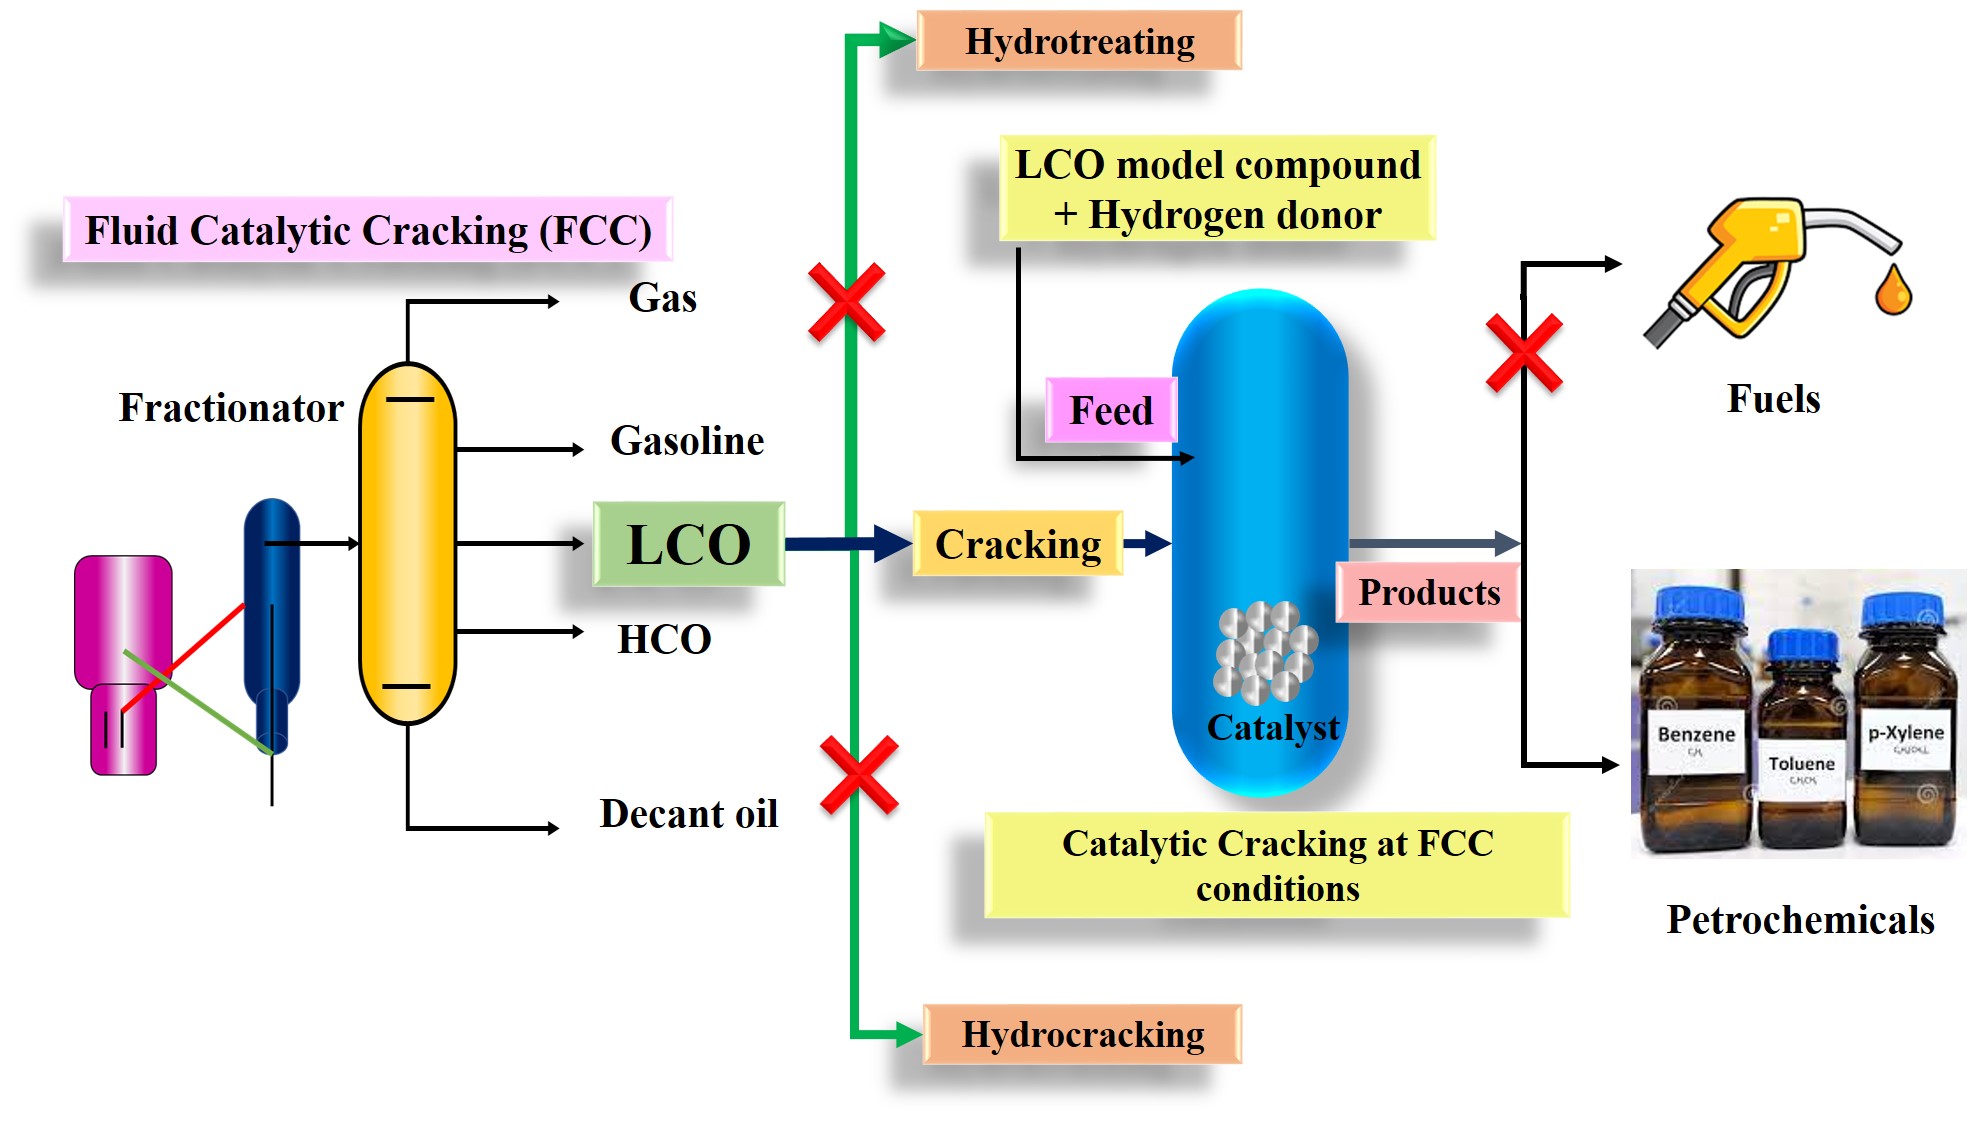 Hydrotreating
LCO model compound
+ Hydrogen donor
Fluid Catalytic Cracking (FCC)
Gas
Fractionator
Gasoline
Feed
Fuels
LCO
Cracking
Products
HCO
Catalyst
Benzene
Toluene
p-Xylene
Decant oil
Catalytic Cracking at FCC
conditions
Petrochemicals
Hydrocracking